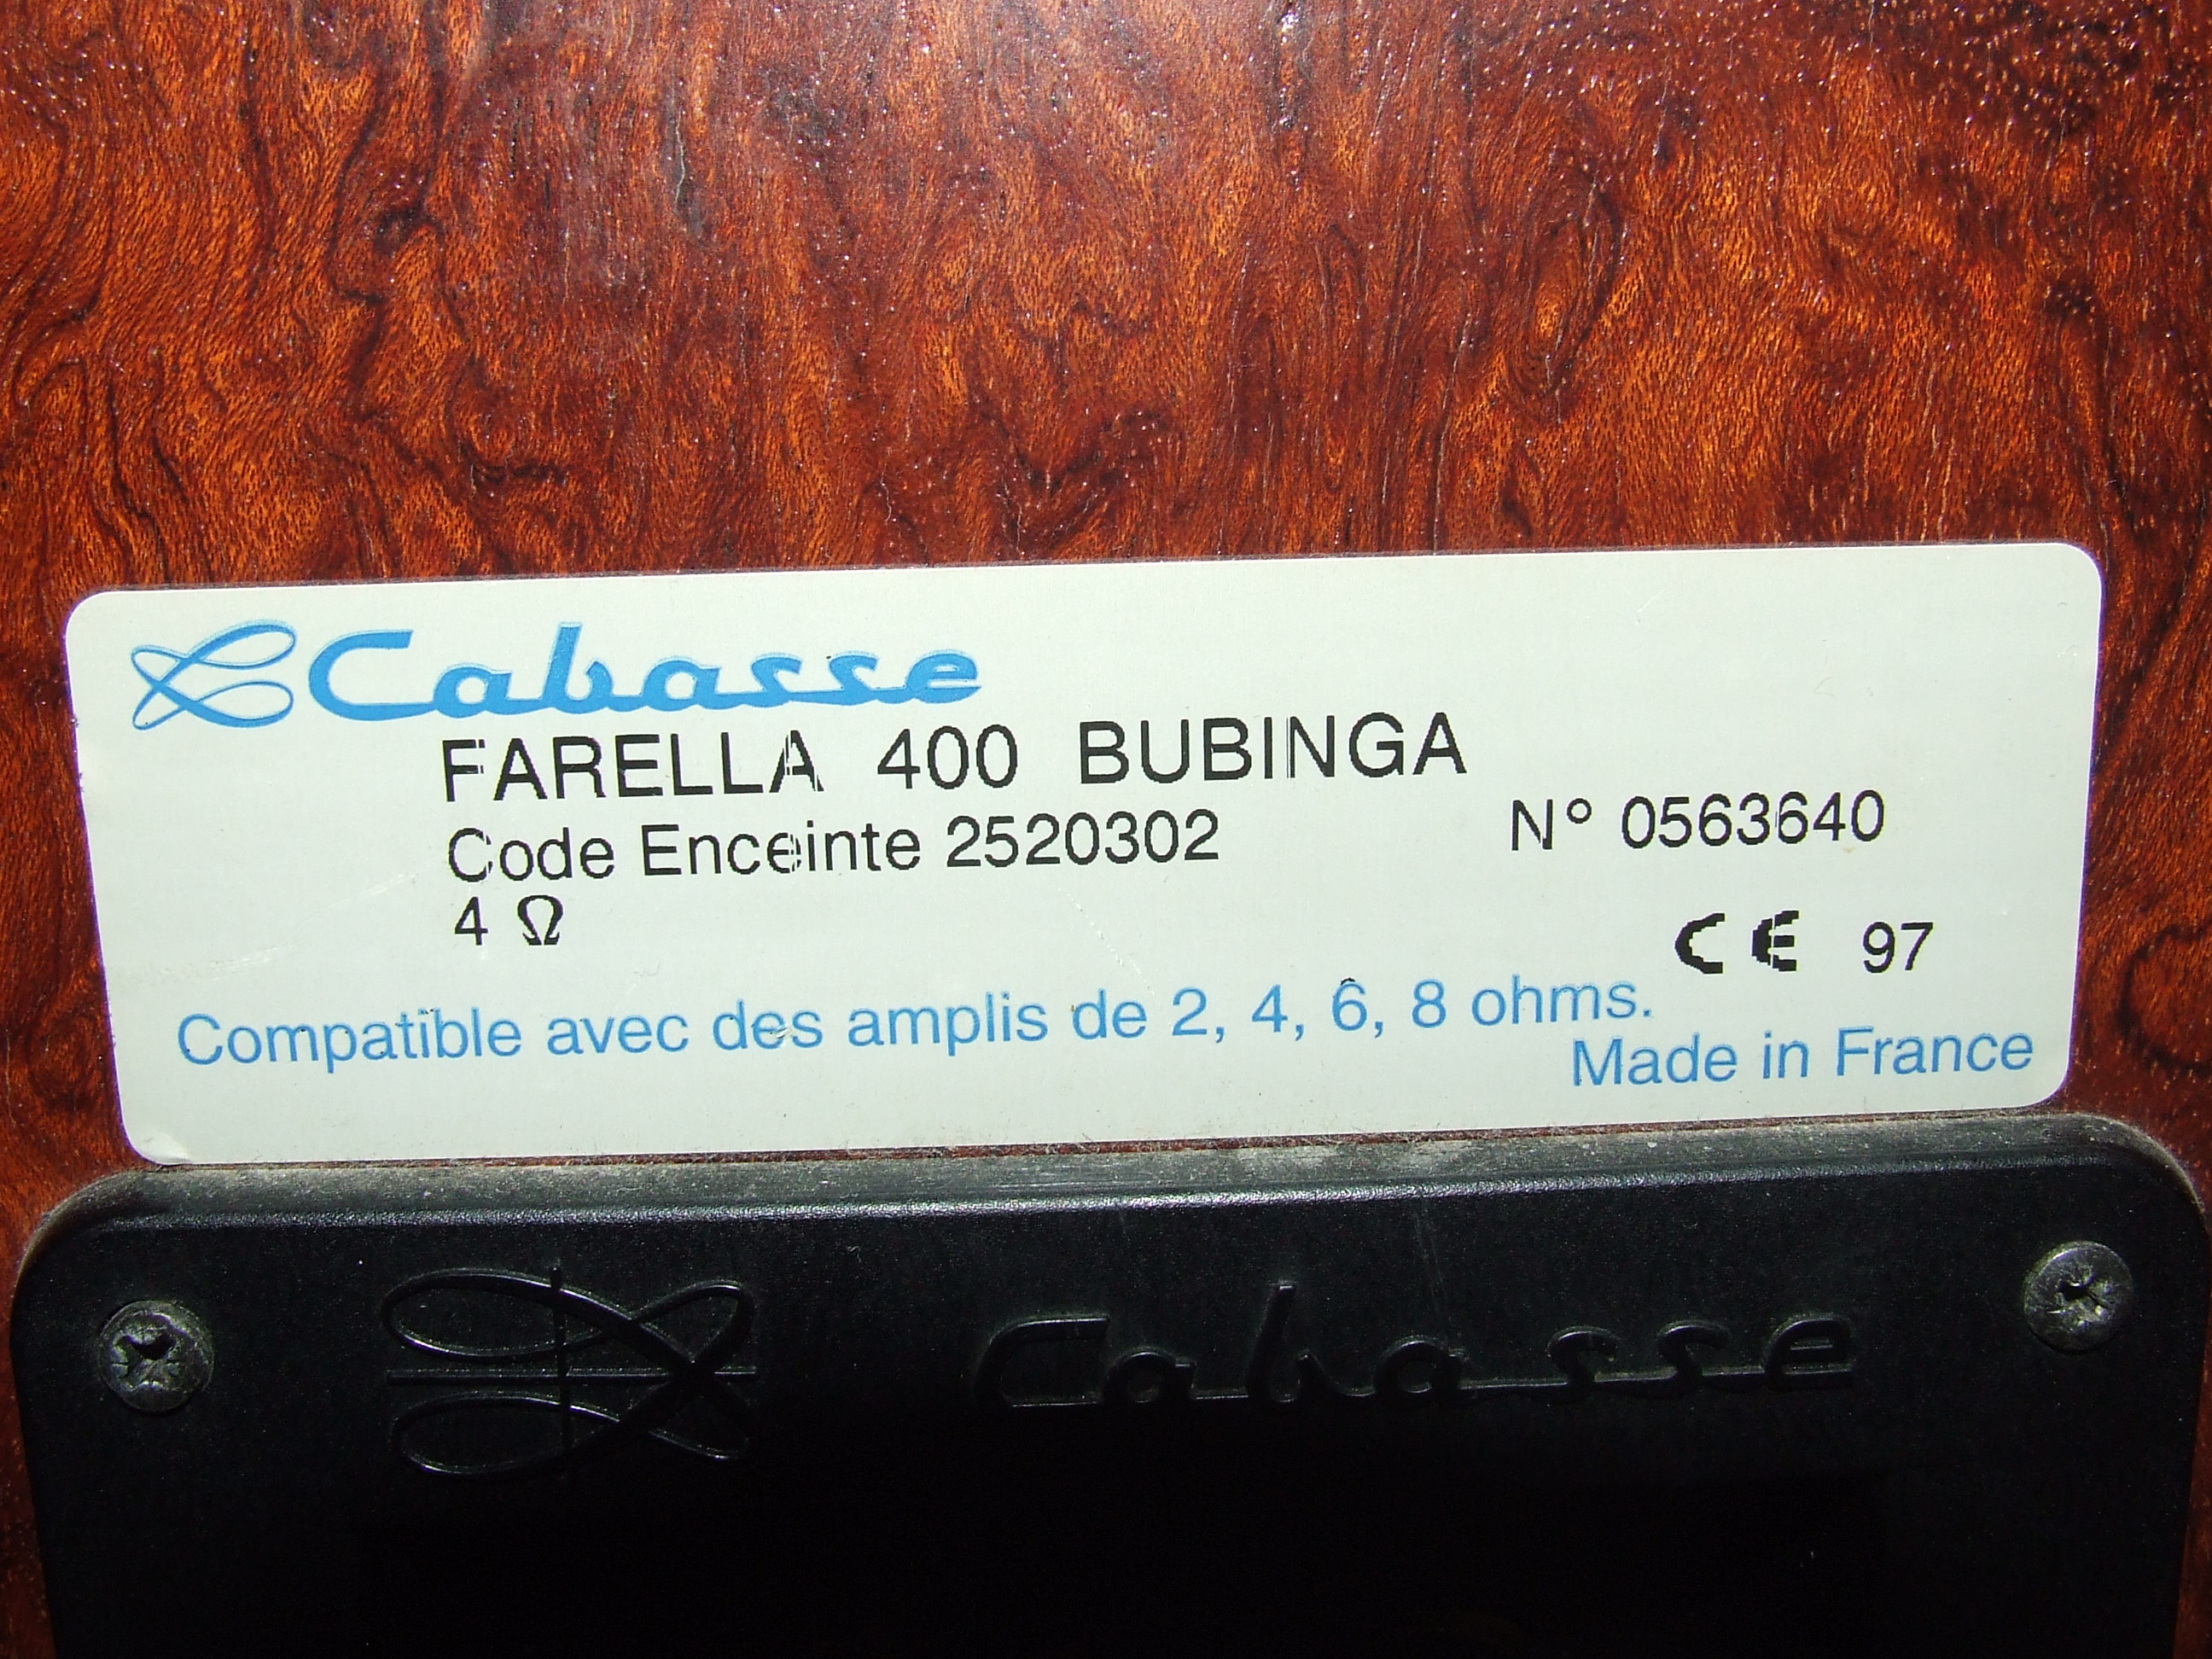 Cabasse
FARELLA 400 BUBINGA
Code Enceinte 2520302 N° 0563640
4 Ω CE 97
Compatible avec des amplis de 2, 4, 6, 8 ohms.
Made in France
Cabasse